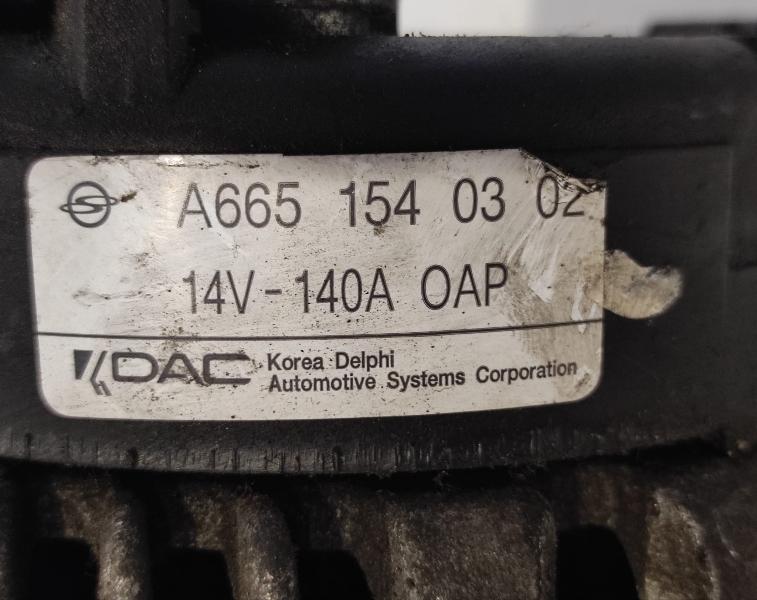 A665 154 03 02
14V-140A OAP
KDAC Korea Delphi
Automotive Systems Corporation